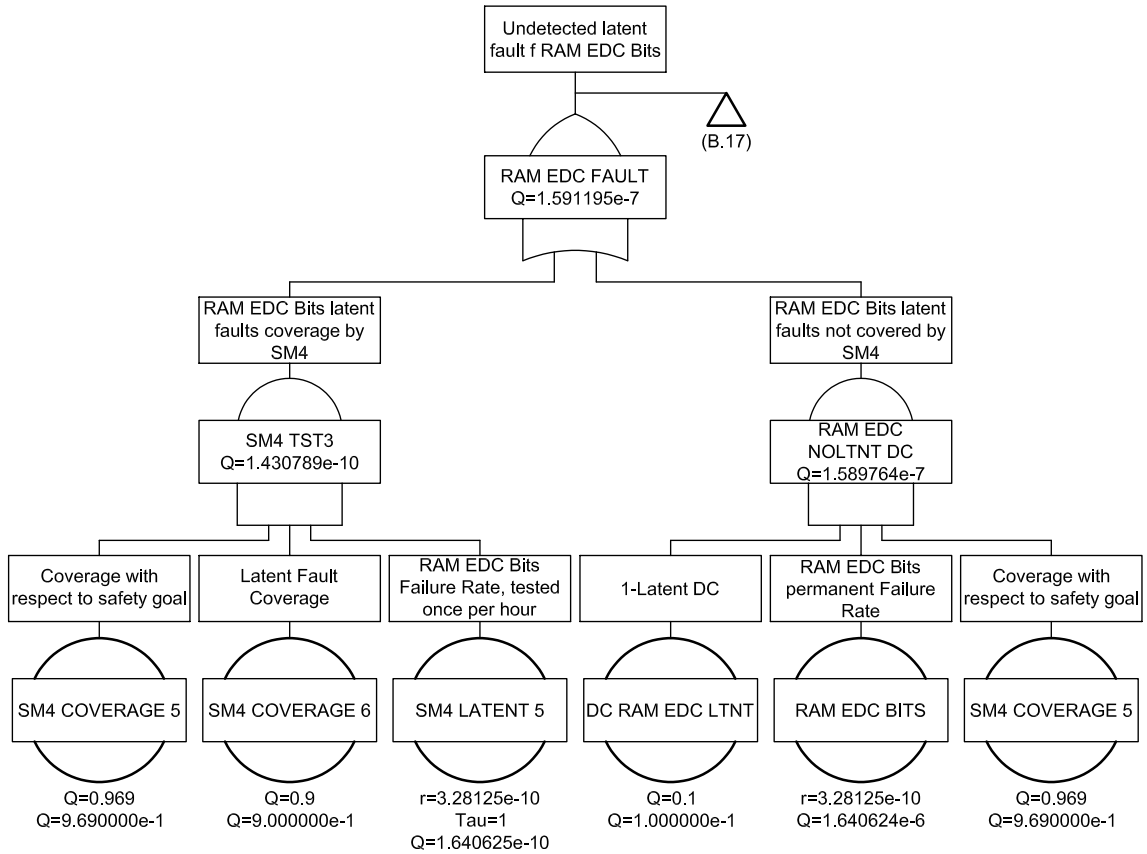 Undetected latent
fault f RAM EDC Bits
(B.17)
RAM EDC FAULT
Q=1.591195e-7
RAM EDC Bits latent
faults coverage by
SM4
RAM EDC Bits latent
faults not covered by
SM4
SM4 TST3
Q=1.430789e-10
RAM EDC
NOLTNT DC
Q=1.589764e-7
Coverage with
respect to safety goal
Latent Fault
Coverage
RAM EDC Bits
Failure Rate, tested
once per hour
1-Latent DC
RAM EDC Bits
permanent Failure
Rate
Coverage with
respect to safety goal
SM4 COVERAGE 5
SM4 COVERAGE 6
SM4 LATENT 5
DC RAM EDC LTNT
RAM EDC BITS
SM4 COVERAGE 5
Q=0.969
Q=9.690000e-1
Q=0.9
Q=9.000000e-1
r=3.28125e-10
Tau=1
Q=1.640625e-10
Q=0.1
Q=1.000000e-1
r=3.28125e-10
Q=1.640624e-6
Q=0.969
Q=9.690000e-1